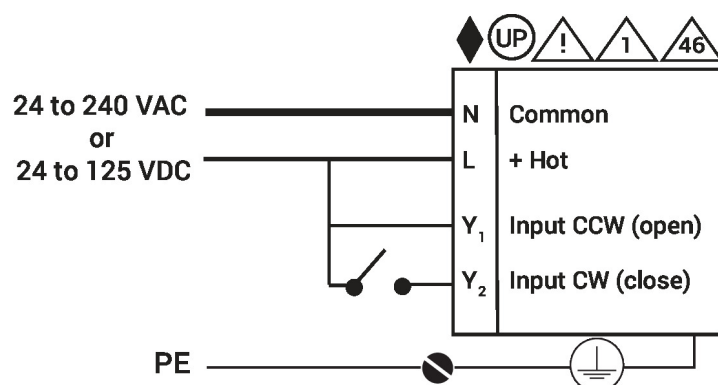 UP ! 1 46
24 to 240 VAC
or
24 to 125 VDC
N Common
L + Hot
Y1 Input CCW (open)
Y2 Input CW (close)
PE